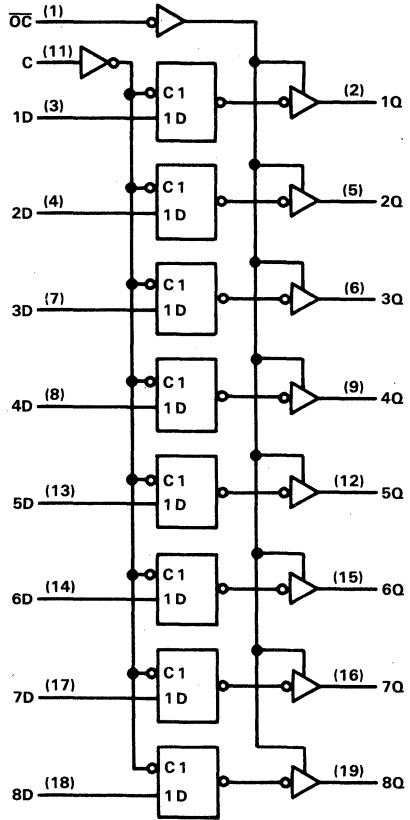 OC (1)
C (11)
C1 (2)
1D (3) 1D 1Q
C1 (5)
2D (4) 1D 2Q
C1 (6)
3D (7) 1D 3Q
C1 (9)
4D (8) 1D 4Q
C1 (12)
5D (13) 1D 5Q
C1 (15)
6D (14) 1D 6Q
C1 (16)
7D (17) 1D 7Q
C1 (19)
8D (18) 1D 8Q